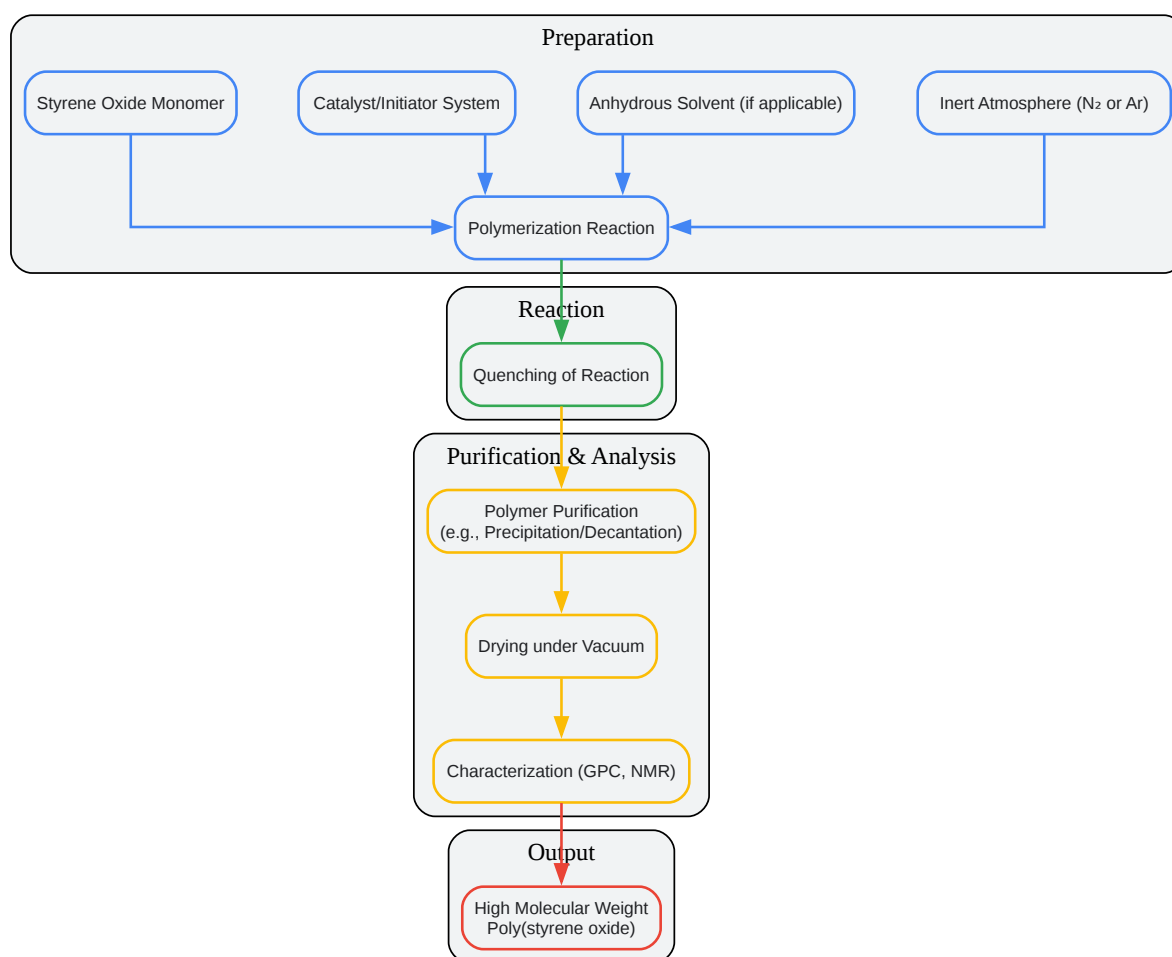 Preparation
Styrene Oxide Monomer
Catalyst/Initiator System
Anhydrous Solvent (if applicable)
Inert Atmosphere (N₂ or Ar)
Polymerization Reaction
Reaction
Quenching of Reaction
Purification & Analysis
Polymer Purification
(e.g., Precipitation/Decantation)
Drying under Vacuum
Characterization (GPC, NMR)
Output
High Molecular Weight
Poly(styrene oxide)